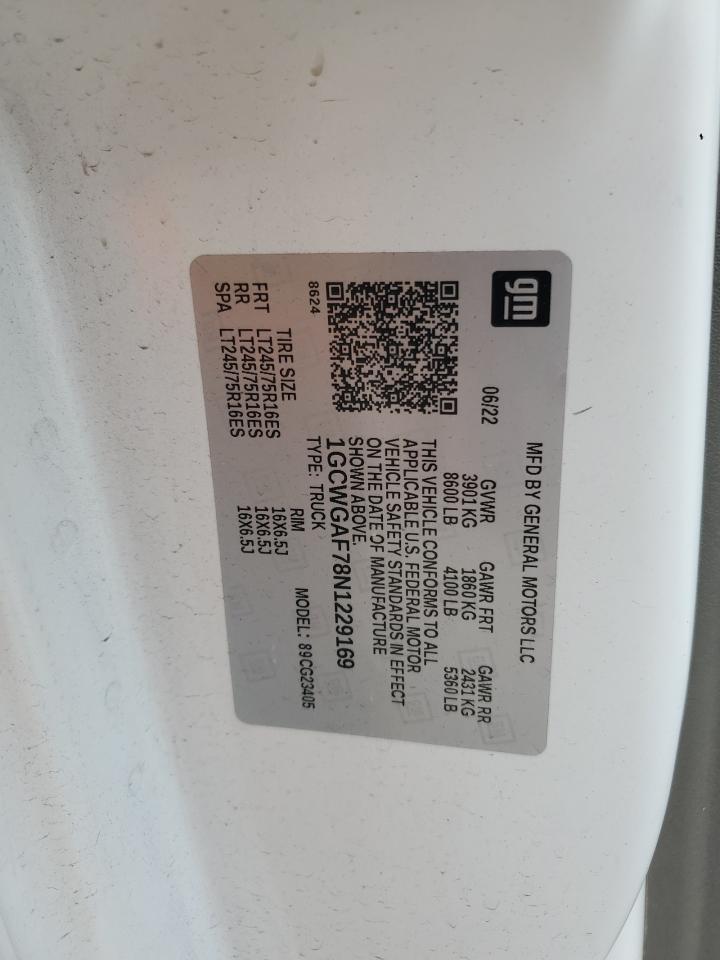 gm
MFD BY GENERAL MOTORS LLC
06/22
GVWR GAWR FRT GAWR RR
3901 KG 1860 KG 2431 KG
8600 LB 4100 LB 5360 LB
THIS VEHICLE CONFORMS TO ALL
APPLICABLE U.S. FEDERAL MOTOR
VEHICLE SAFETY STANDARDS IN EFFECT
ON THE DATE OF MANUFACTURE
SHOWN ABOVE.
1GCWGAF78N1229169
8624
TYPE: TRUCK MODEL: 89CG23405
TIRE SIZE RIM
FRT LT245/75R16ES 16X6.5J
RR LT245/75R16ES 16X6.5J
SPA LT245/75R16ES 16X6.5J